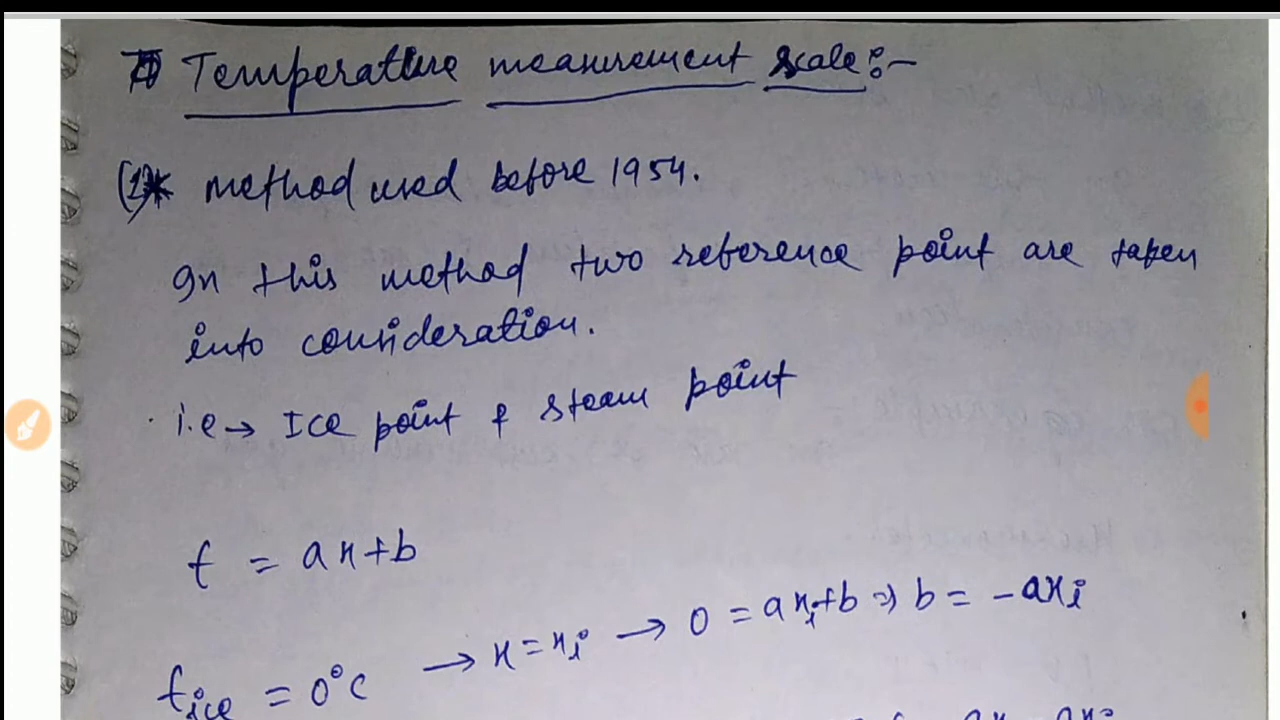 Temperature measurement scale:-
(1)* method used before 1954.
In this method two reference point are taken
into consideration.
i.e → Ice point & steam point
t = ax+b
t_ice = 0°C → x = x_i → 0 = ax_i+b ⇒ b = -ax_i